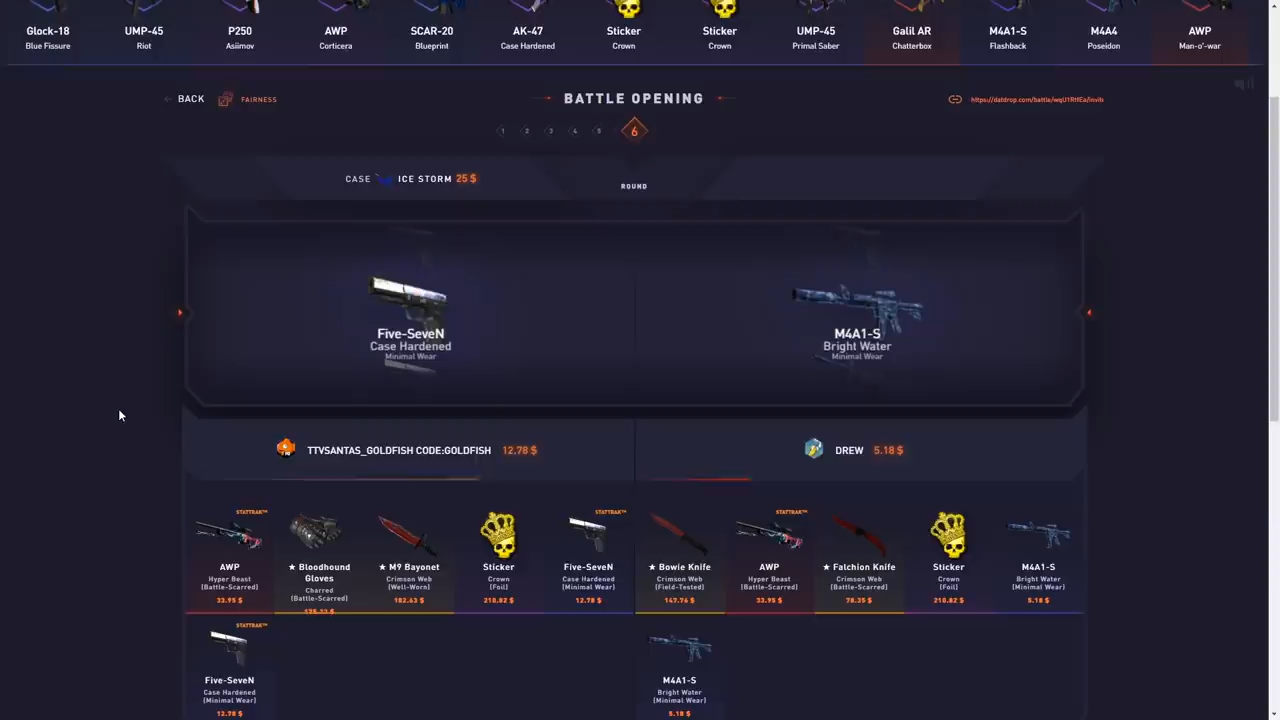 Glock-18 UMP-45 P250 AWP SCAR-20 AK-47 Sticker Sticker UMP-45 Galil AR M4A1-S M4A4 AWP
Blue Fissure Riot Asiimov Corticera Blueprint Case Hardened Crown Crown Primal Saber Chatterbox Flashback Poseidon Man-o'-war
BACK FAIRNESS BATTLE OPENING
1 2 3 4 5 6
CASE ICE STORM 25 $
ROUND
Five-SeveN M4A1-S
Case Hardened Bright Water
Minimal Wear Minimal Wear
TTVSANTAS_GOLDFISH CODE:GOLDFISH 12.78 $ DREW 5.18 $
STATTRAK™ STATTRAK™ STATTRAK™
AWP ★ Bloodhound Gloves ★ M9 Bayonet Sticker Five-SeveN ★ Bowie Knife AWP ★ Falchion Knife Sticker M4A1-S
Hyper Beast Charred Crimson Web Crown Case Hardened Crimson Web Hyper Beast Crimson Web Crown Bright Water
(Battle-Scarred) (Battle-Scarred) (Well-Worn) (Foil) (Minimal Wear) (Field-Tested) (Battle-Scarred) (Battle-Scarred) (Foil) (Minimal Wear)
33.95 $ 182.63 $ 210.82 $ 12.78 $ 147.76 $ 33.95 $ 78.35 $ 210.82 $ 5.18 $
STATTRAK™
Five-SeveN M4A1-S
Case Hardened Bright Water
(Minimal Wear) (Minimal Wear)
12.78 $ 5.18 $